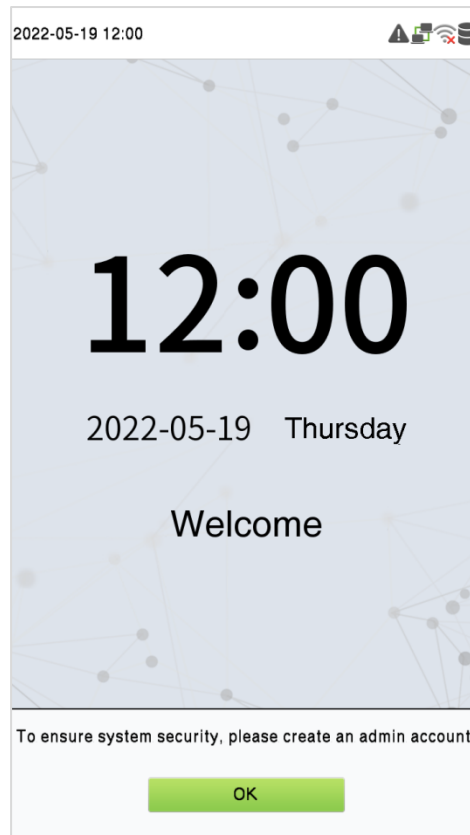 2022-05-19 12:00
12:00
2022-05-19 Thursday
Welcome
To ensure system security, please create an admin account
OK